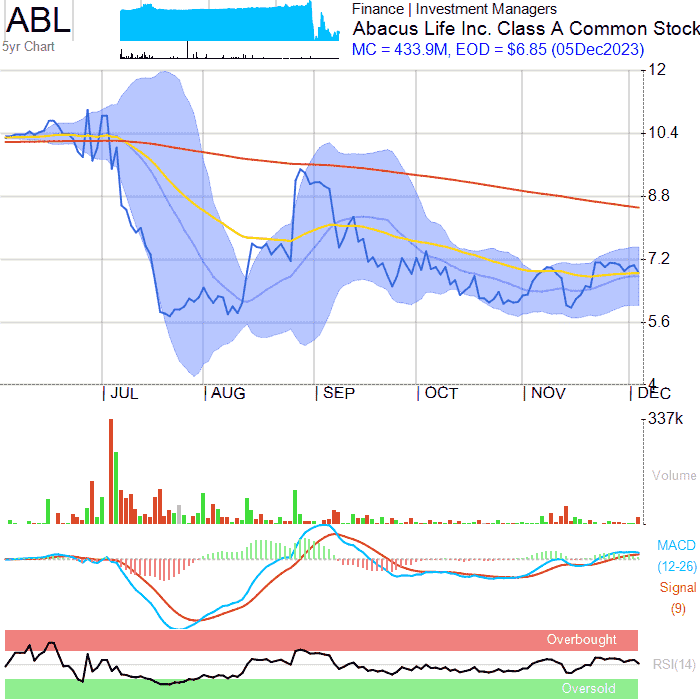 ABL
5yr Chart
Finance | Investment Managers
Abacus Life Inc. Class A Common Stock
MC = 433.9M, EOD = $6.85 (05Dec2023)
12
10.4
8.8
7.2
5.6
4
JUL
AUG
SEP
OCT
NOV
DEC
337k
Volume
MACD
(12-26)
Signal
(9)
Overbought
RSI(14)
Oversold